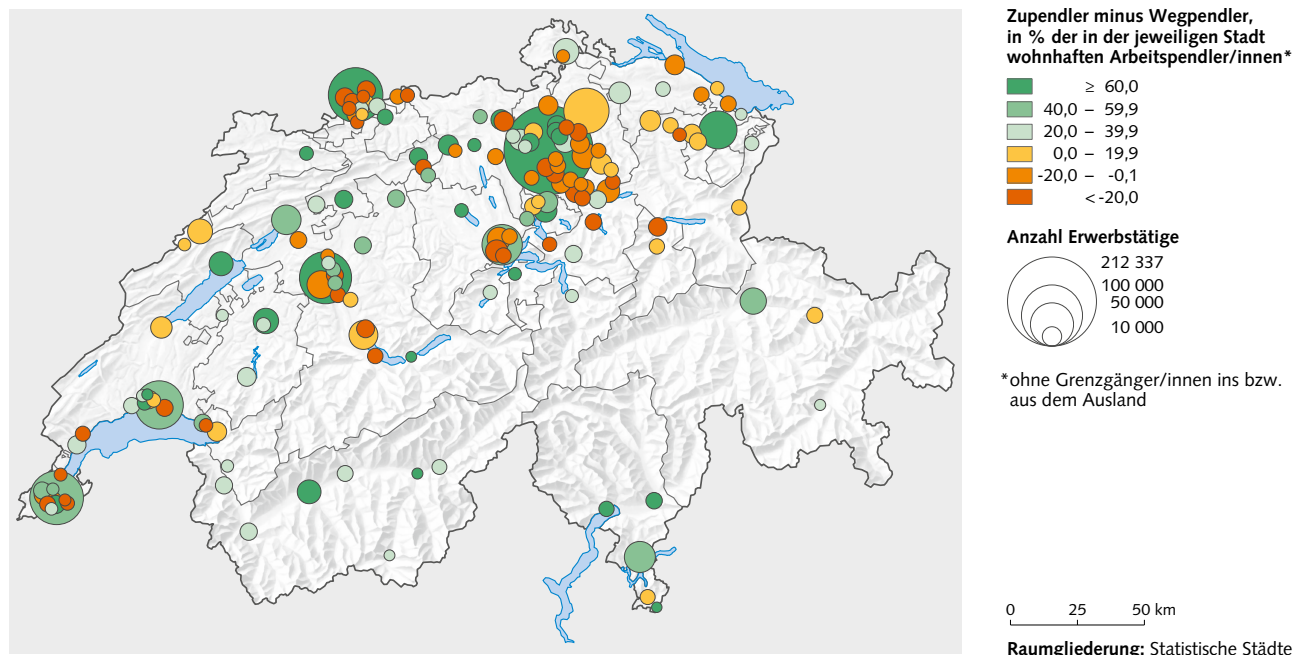 Zupendler minus Wegpendler,
in % der in der jeweiligen Stadt
wohnhaften Arbeitspendler/innen*
≥ 60,0
40,0 – 59,9
20,0 – 39,9
0,0 – 19,9
-20,0 – -0,1
< -20,0
Anzahl Erwerbstätige
212 337
100 000
50 000
10 000
*ohne Grenzgänger/innen ins bzw.
aus dem Ausland
0 25 50 km
Raumgliederung: Statistische Städte